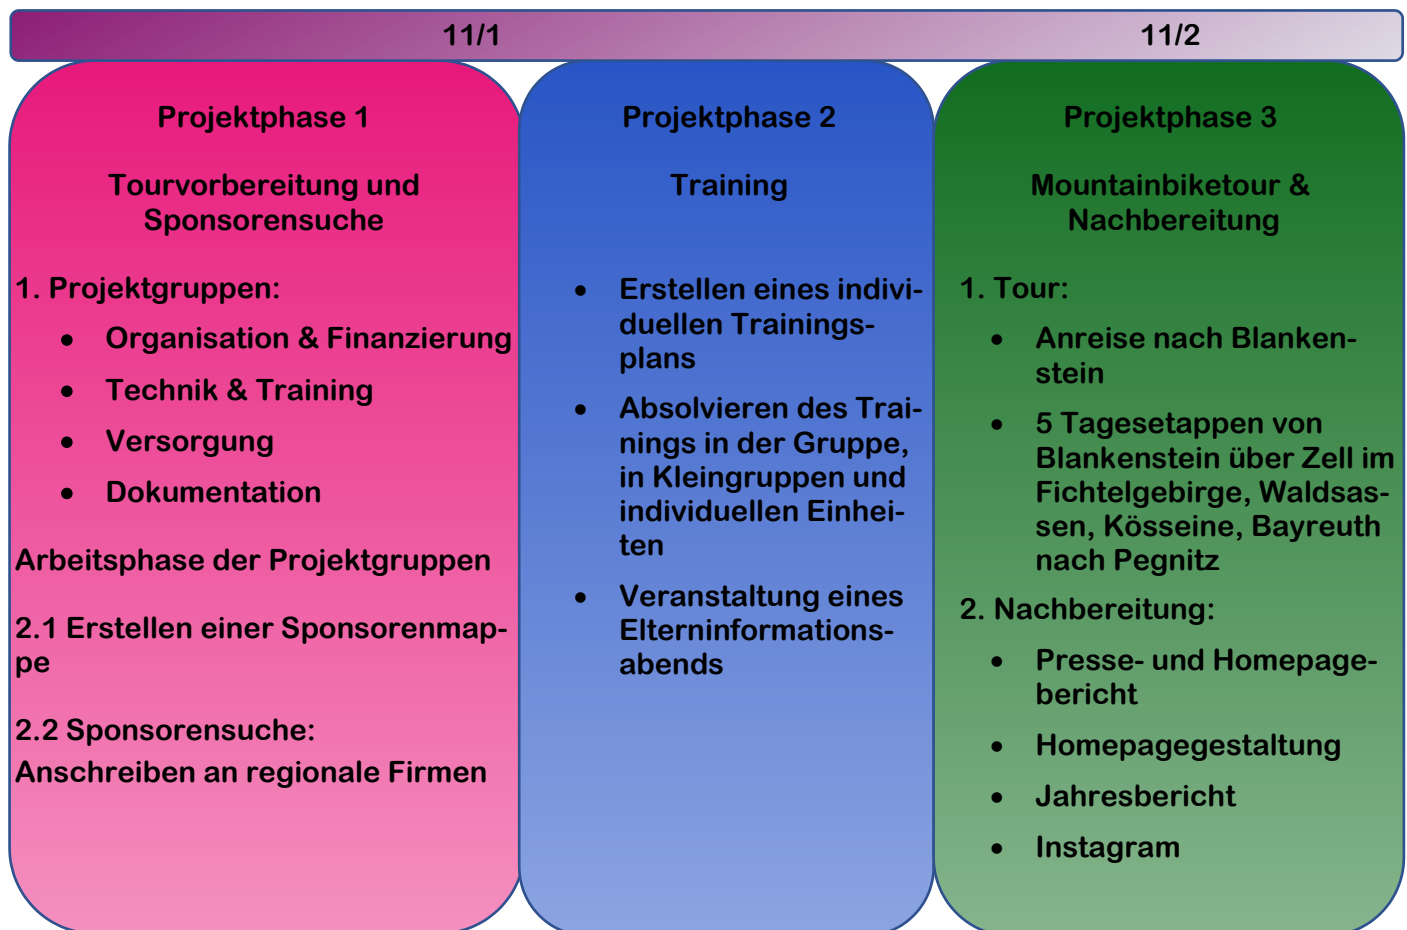 11/1
11/2
Projektphase 1
Tourvorbereitung und
Sponsorensuche
1. Projektgruppen:
• Organisation & Finanzierung
• Technik & Training
• Versorgung
• Dokumentation
Arbeitsphase der Projektgruppen
2.1 Erstellen einer Sponsorenmap-
pe
2.2 Sponsorensuche:
Anschreiben an regionale Firmen
Projektphase 2
Training
• Erstellen eines indivi-
duellen Trainings-
plans
• Absolvieren des Trai-
nings in der Gruppe,
in Kleingruppen und
individuellen Einhei-
ten
• Veranstaltung eines
Elterninformations-
abends
Projektphase 3
Mountainbiketour &
Nachbereitung
1. Tour:
• Anreise nach Blanken-
stein
• 5 Tagesetappen von
Blankenstein über Zell im
Fichtelgebirge, Waldsas-
sen, Kösseine, Bayreuth
nach Pegnitz
2. Nachbereitung:
• Presse- und Homepage-
bericht
• Homepagegestaltung
• Jahresbericht
• Instagram